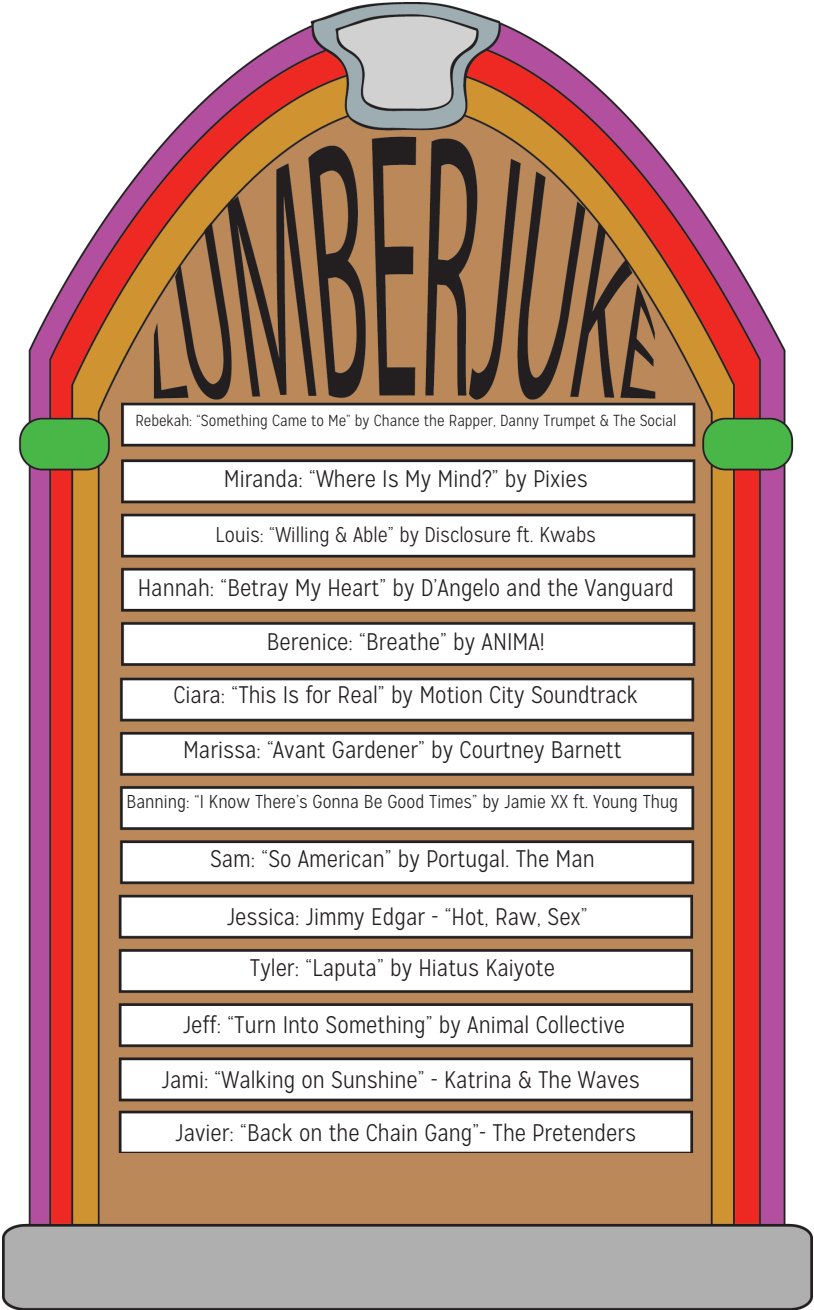 LUMBERJUKE
Rebekah: “Something Came to Me” by Chance the Rapper, Danny Trumpet & The Social
Miranda: “Where Is My Mind?” by Pixies
Louis: “Willing & Able” by Disclosure ft. Kwabs
Hannah: “Betray My Heart” by D’Angelo and the Vanguard
Berenice: “Breathe” by ANIMA!
Ciara: “This Is for Real” by Motion City Soundtrack
Marissa: “Avant Gardener” by Courtney Barnett
Banning: “I Know There’s Gonna Be Good Times” by Jamie XX ft. Young Thug
Sam: “So American” by Portugal. The Man
Jessica: Jimmy Edgar - “Hot, Raw, Sex”
Tyler: “Laputa” by Hiatus Kaiyote
Jeff: “Turn Into Something” by Animal Collective
Jami: “Walking on Sunshine” - Katrina & The Waves
Javier: “Back on the Chain Gang”- The Pretenders